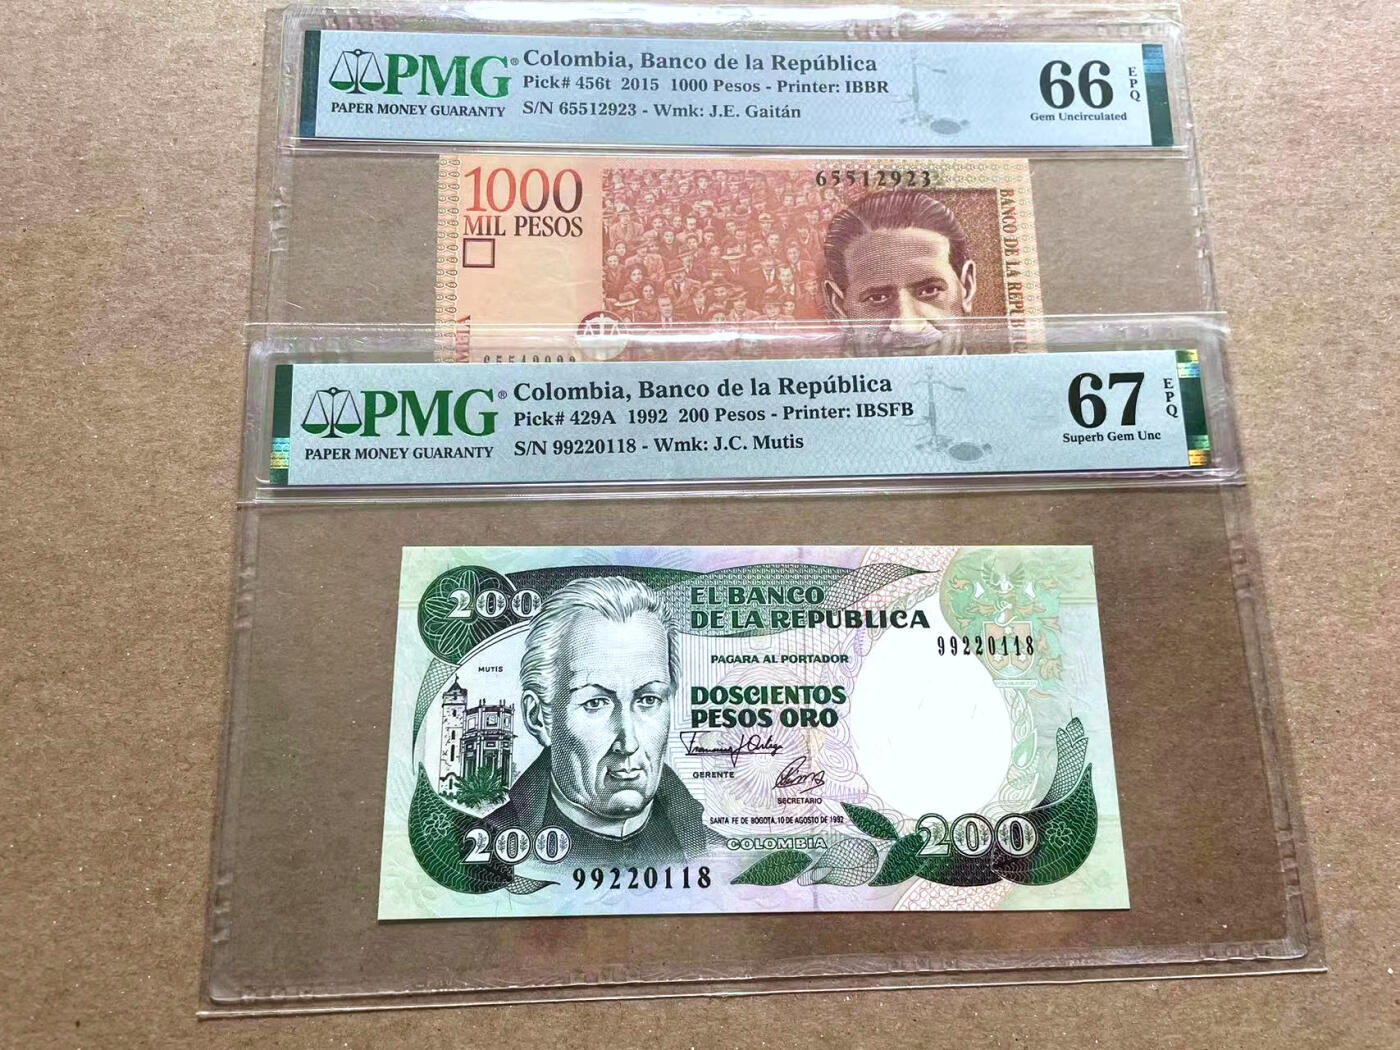 PMG®
PAPER MONEY GUARANTY
Colombia, Banco de la República
Pick# 456t 2015 1000 Pesos - Printer: IBBR
S/N 65512923 - Wmk: J.E. Gaitán
66
EPQ
Gem Uncirculated
1000
MIL PESOS
65512923
BANCO DE LA REPUB
MBIA
PMG®
PAPER MONEY GUARANTY
Colombia, Banco de la República
Pick# 429A 1992 200 Pesos - Printer: IBSFB
S/N 99220118 - Wmk: J.C. Mutis
67
EPQ
Superb Gem Unc
200
EL BANCO
DE LA REPUBLICA
99220118
PAGARA AL PORTADOR
MUTIS
DOSCIENTOS
PESOS ORO
GERENTE
SECRETARIO
SANTA FE DE BOGOTA, 10 DE AGOSTO DE 1992
COLOMBIA
200
200
99220118